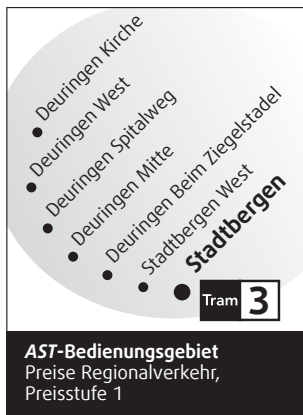 Deuringen Kirche
Deuringen West
Deuringen Spitalweg
Deuringen Mitte
Deuringen Beim Ziegelstadel
Stadtbergen West
Stadtbergen
Tram 3
AST-Bedienungsgebiet
Preise Regionalverkehr,
Preisstufe 1